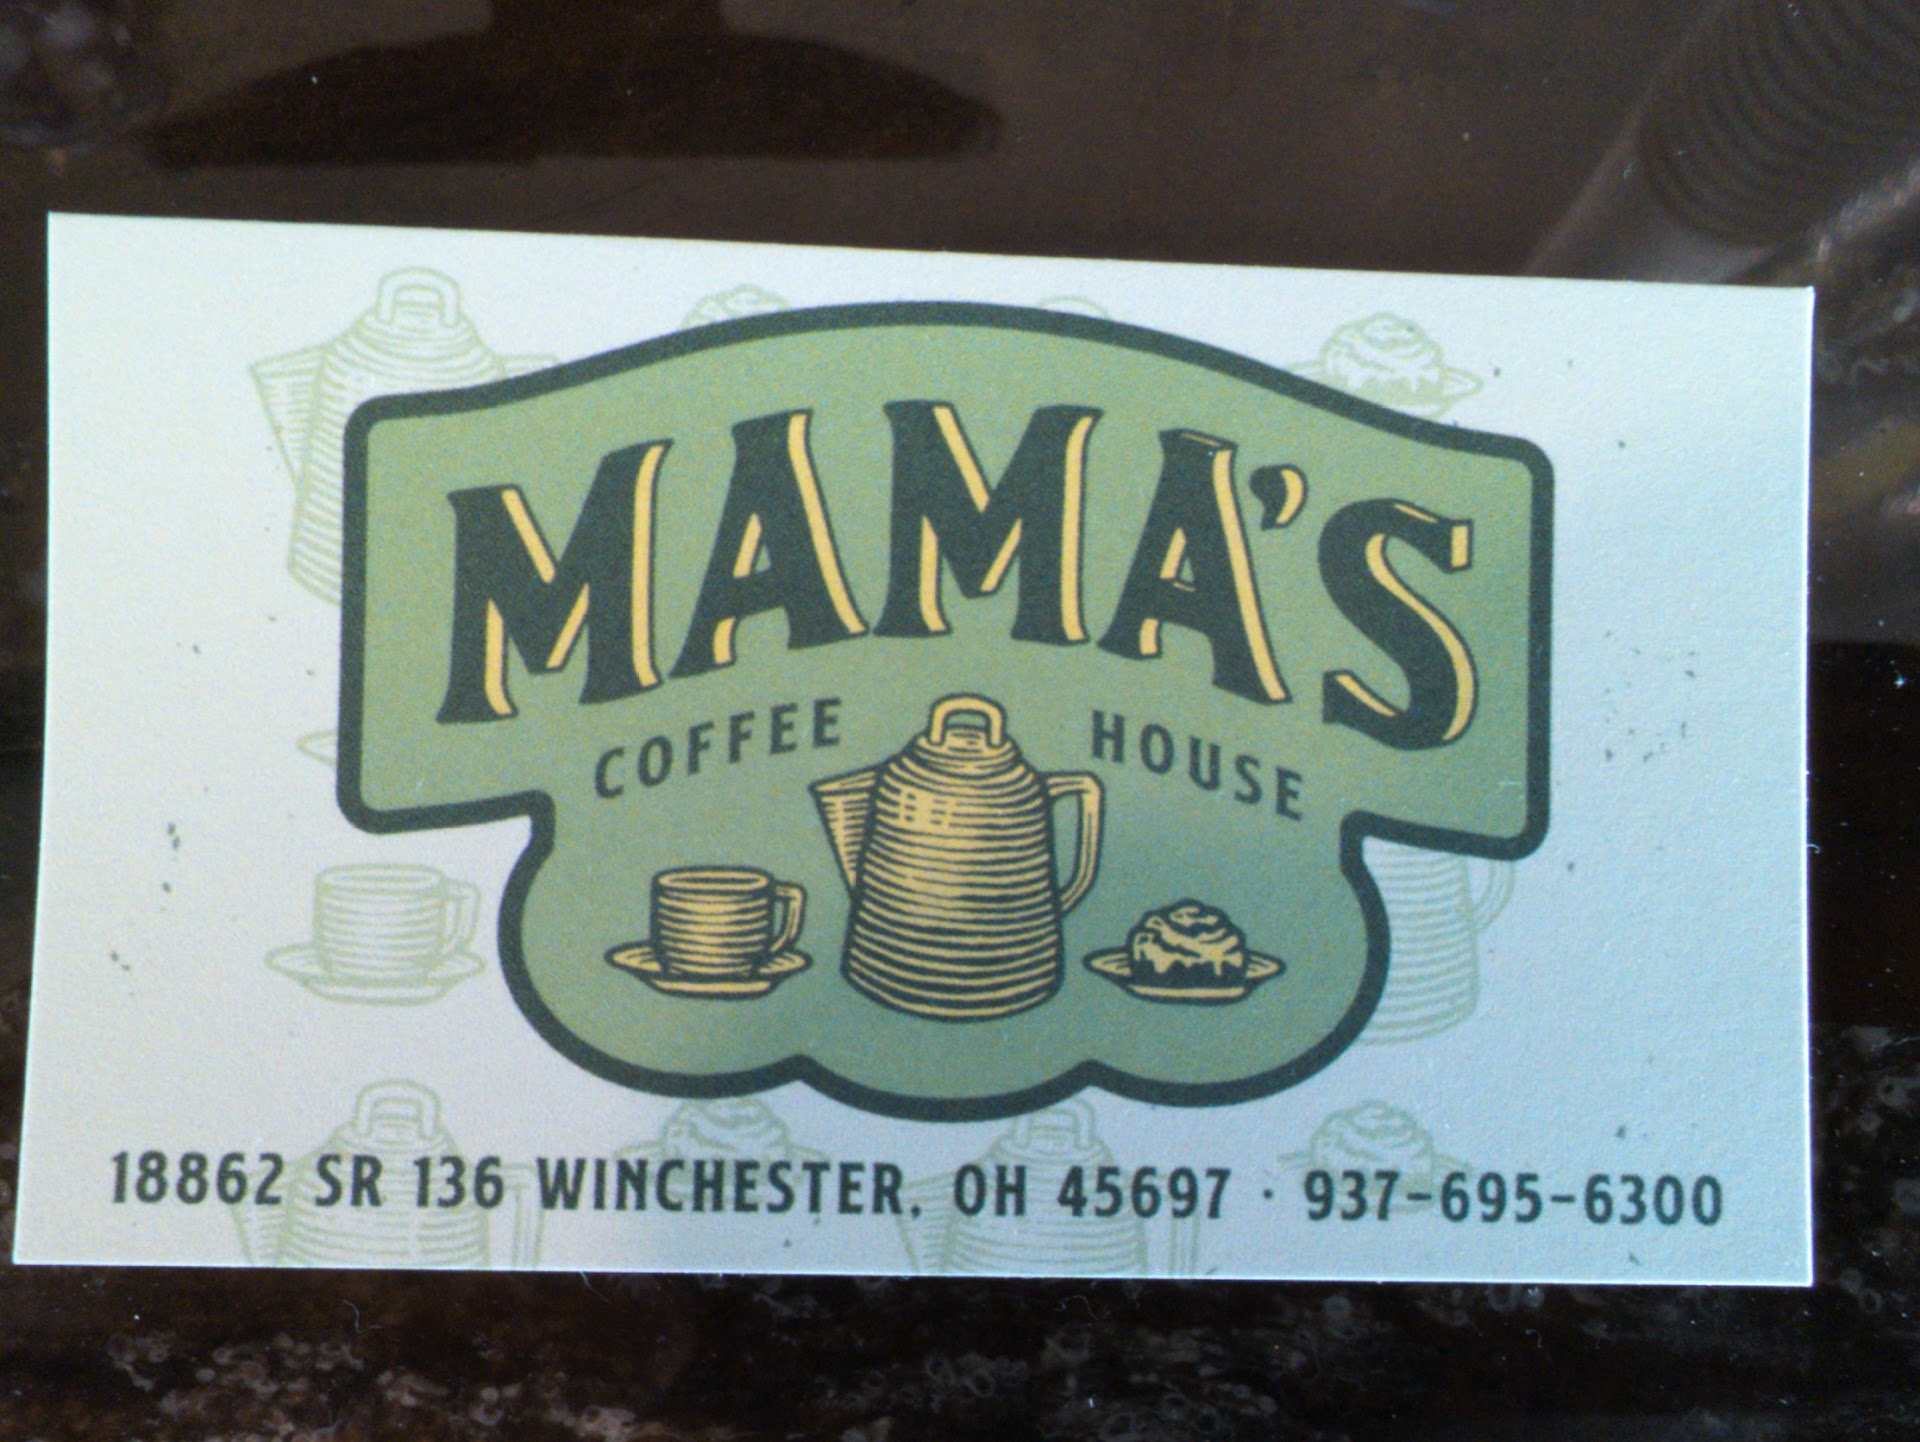 MAMA'S
COFFEE HOUSE
18862 SR 136 WINCHESTER, OH 45697 · 937-695-6300